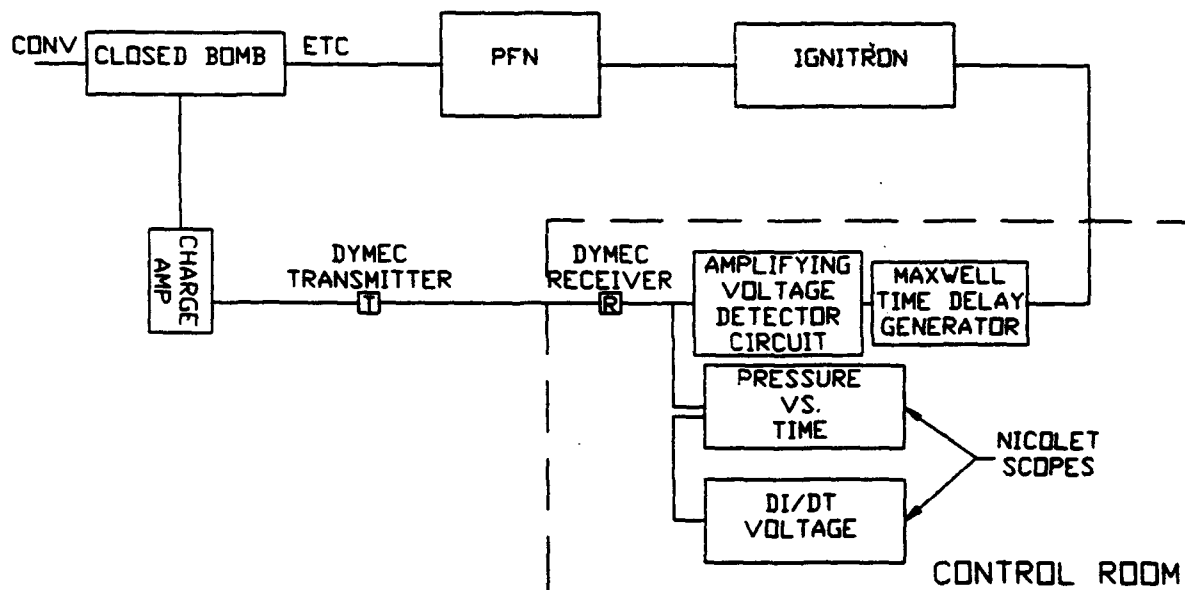 CONV
CLOSED BOMB
ETC
PFN
IGNITRON
CHARGE
AMP
DYMEC
TRANSMITTER
T
DYMEC
RECEIVER
R
AMPLIFYING
VOLTAGE
DETECTOR
CIRCUIT
MAXWELL
TIME DELAY
GENERATOR
PRESSURE
VS.
TIME
NICOLET
SCOPES
DI/DT
VOLTAGE
CONTROL ROOM